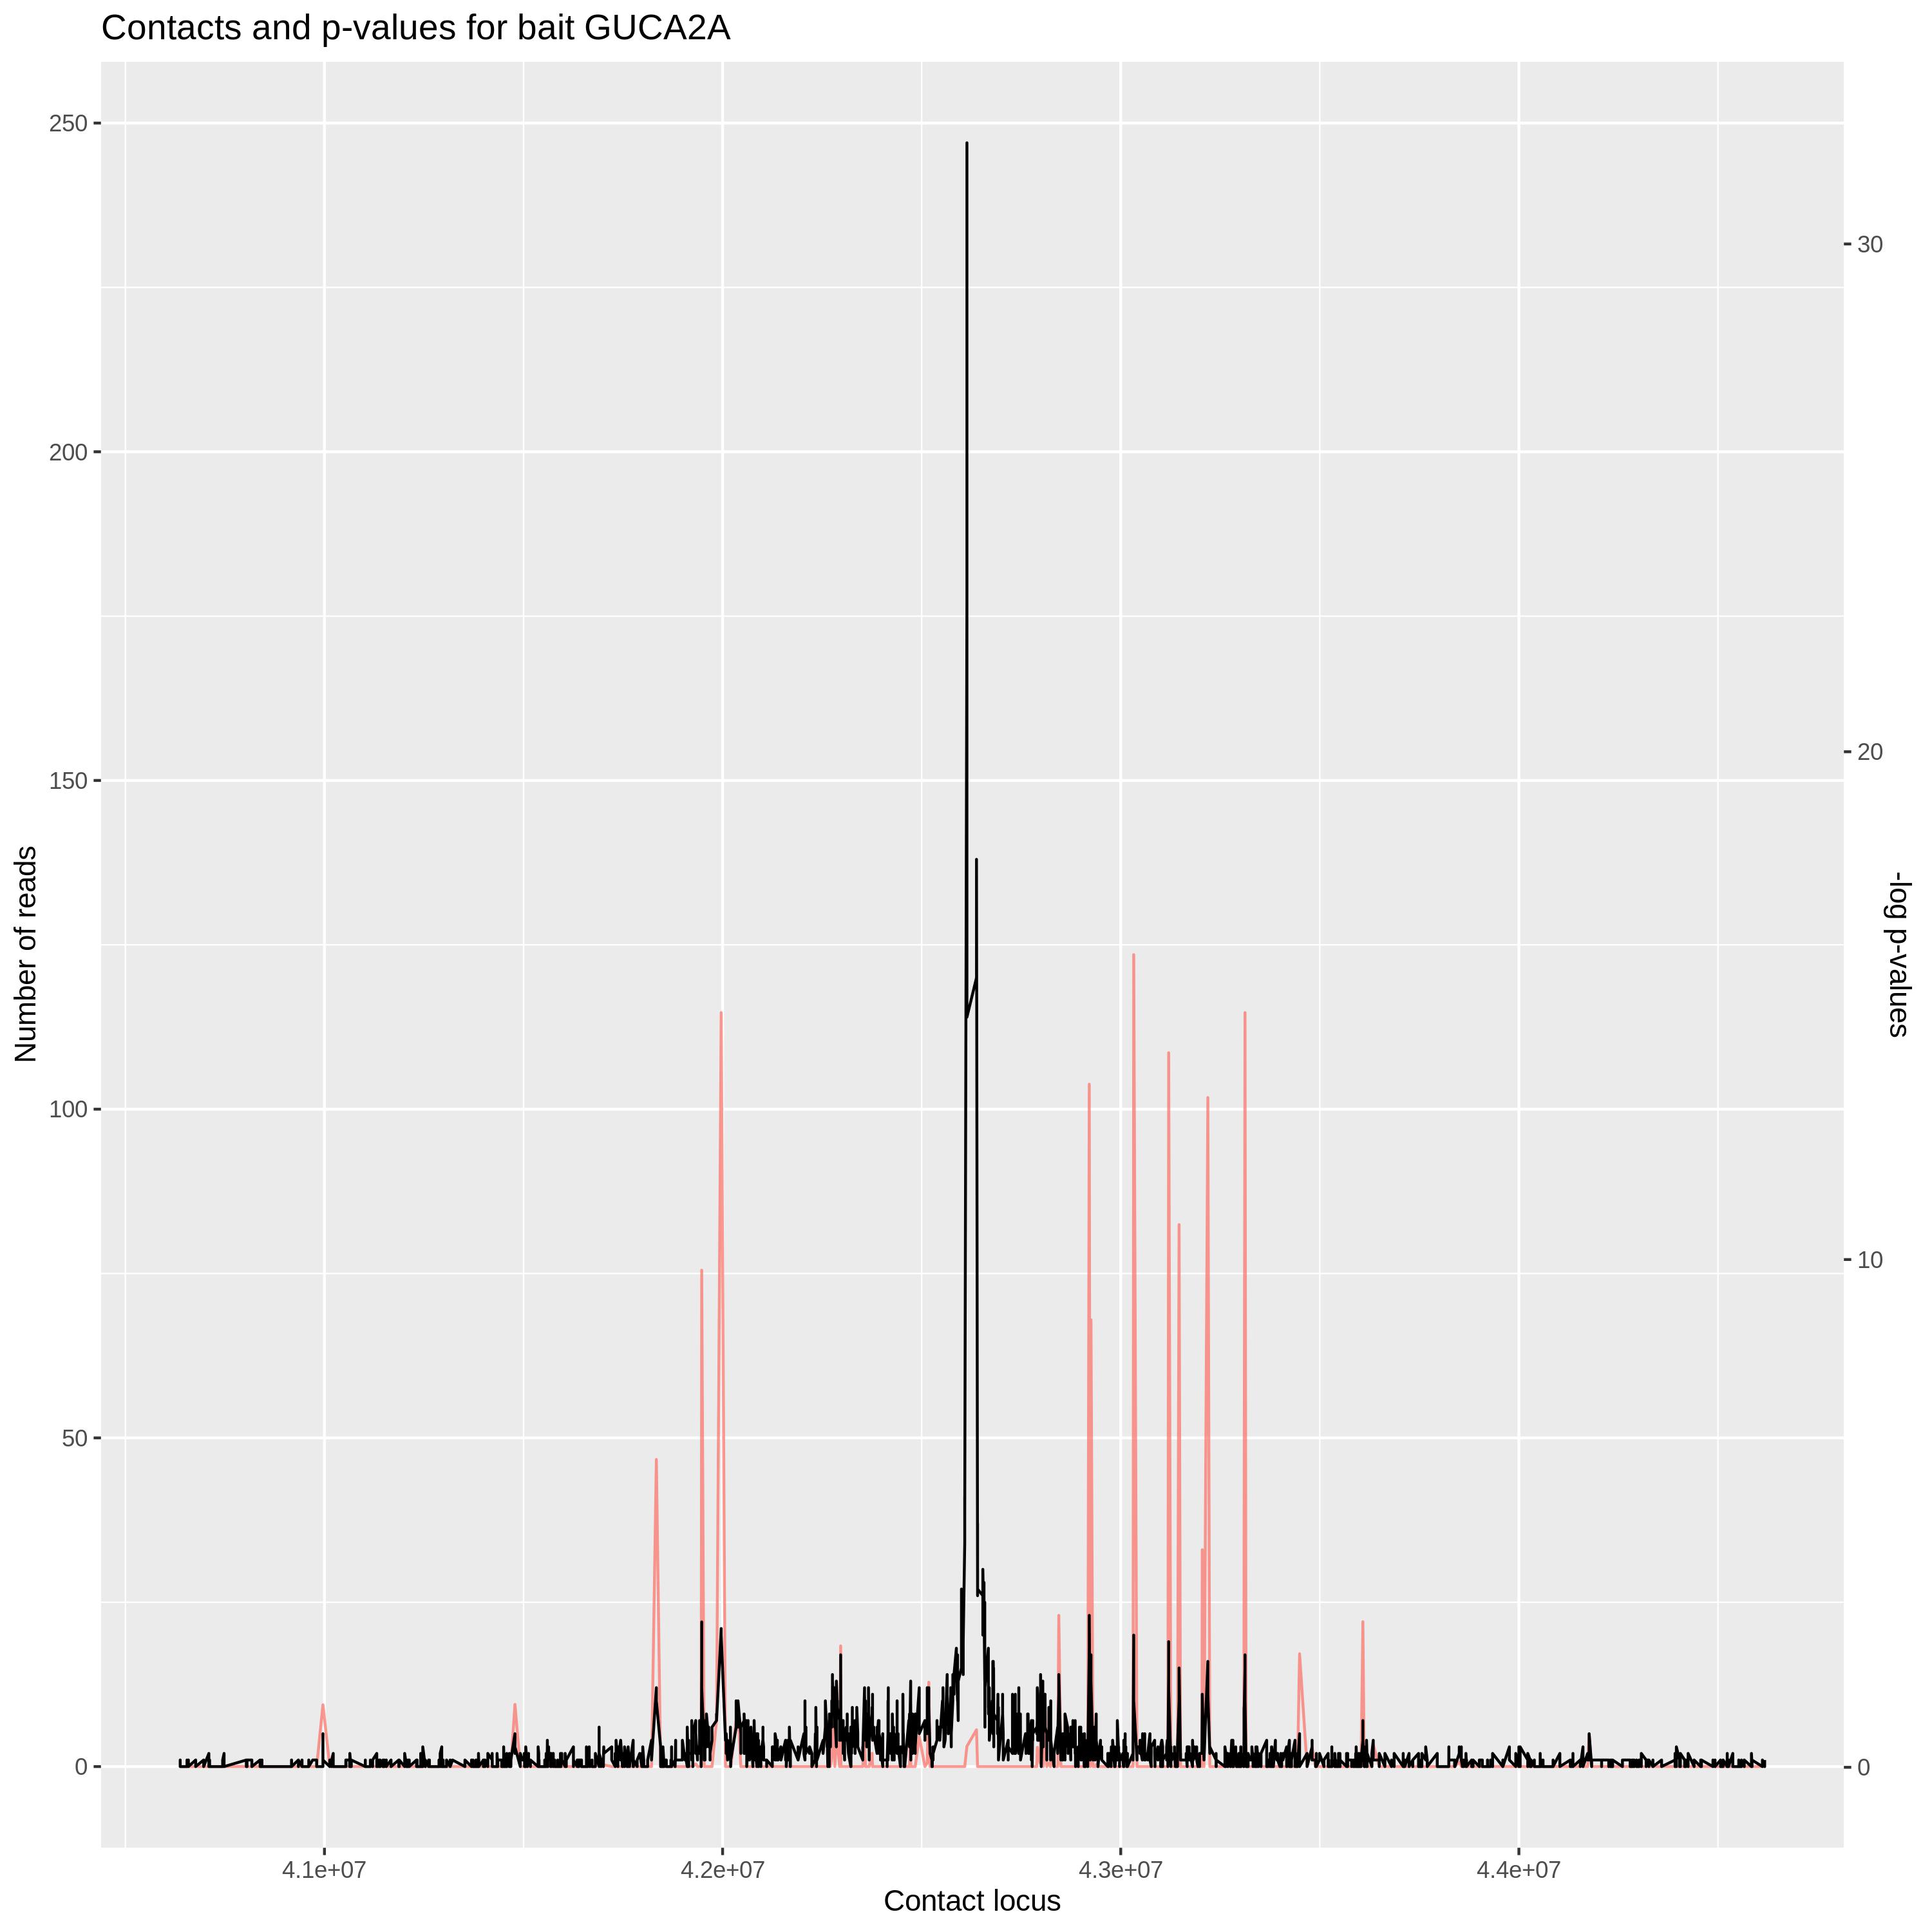 Contacts and p-values for bait GUCA2A
250
200
150
100
50
0
30
20
10
0
Number of reads
-log p-values
4.1e+07
4.2e+07
4.3e+07
4.4e+07
Contact locus